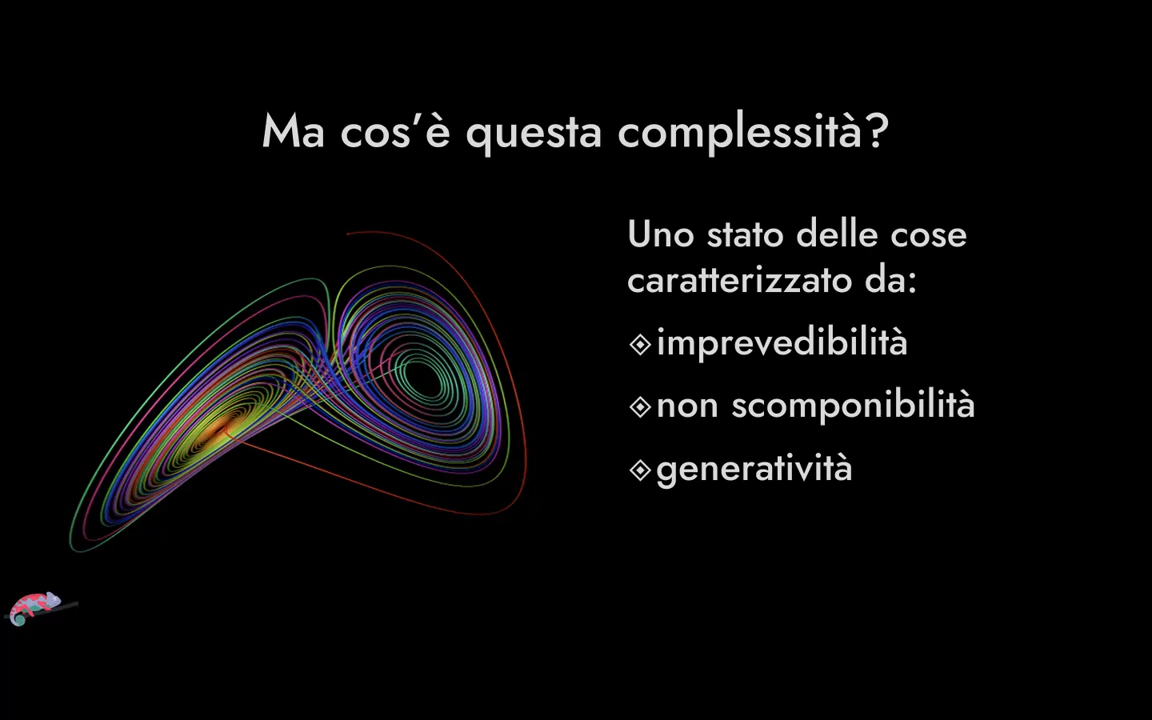 Ma cos’è questa complessità?
Uno stato delle cose
caratterizzato da:
imprevedibilità
non scomponibilità
generatività